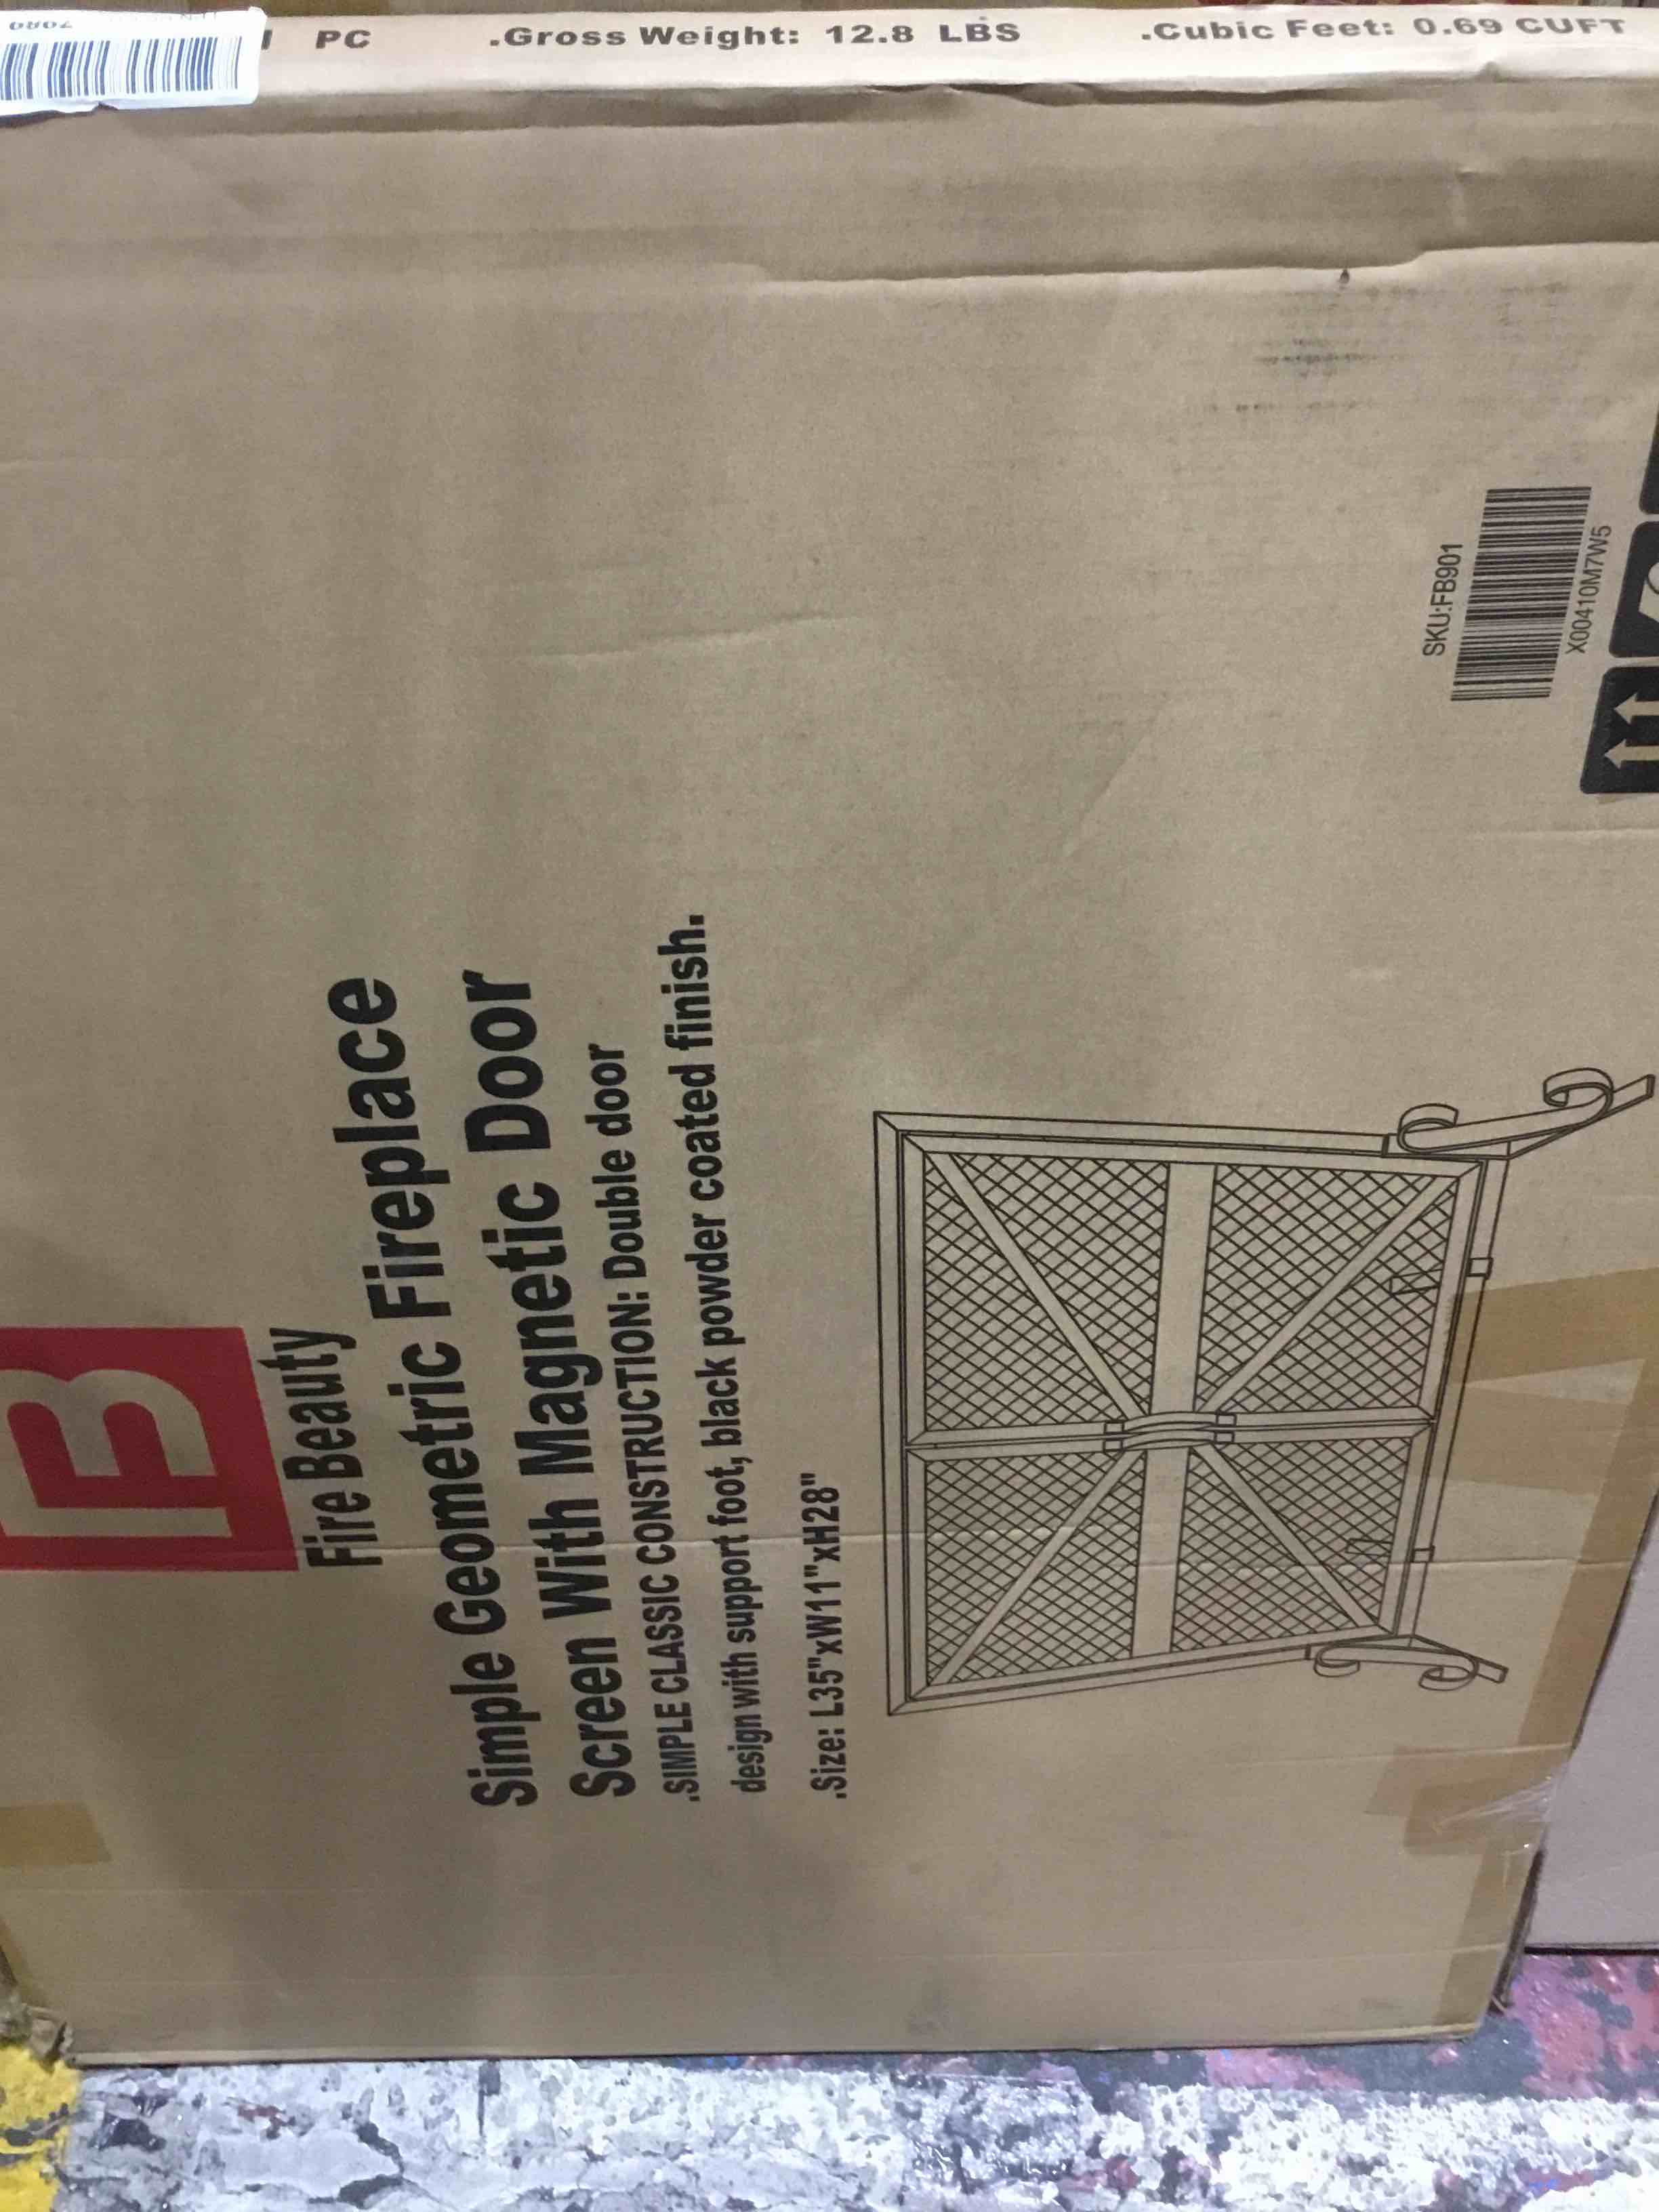 PC .Gross Weight: 12.8 LBS .Cubic Feet: 0.69 CUFT
Fire Beauty
Simple Geometric Fireplace
Screen With Magnetic Door
.SIMPLE CLASSIC CONSTRUCTION: Double door
design with support foot, black powder coated finish.
.Size: L35"xW11"xH28"
SKU:FB901
X00410M7W5